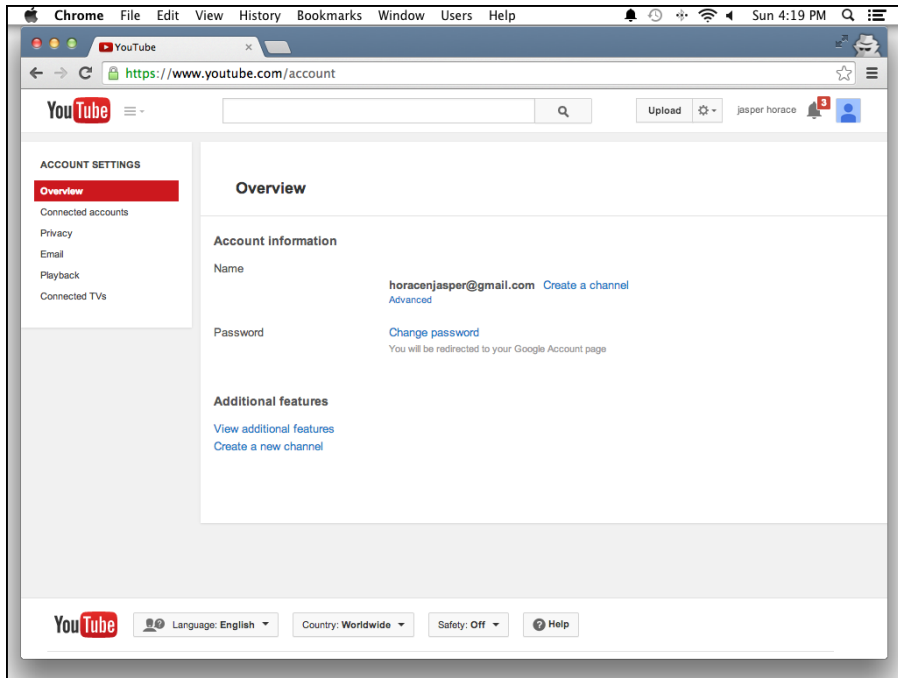 Chrome File Edit View History Bookmarks Window Users Help Sun 4:19 PM
YouTube
https://www.youtube.com/account
YouTube Upload jasper horace 3
ACCOUNT SETTINGS
Overview
Connected accounts
Privacy
Email
Playback
Connected TVs
Overview
Account information
Name
horacenjasper@gmail.com Create a channel
Advanced
Password Change password
You will be redirected to your Google Account page
Additional features
View additional features
Create a new channel
YouTube Language: English Country: Worldwide Safety: Off Help